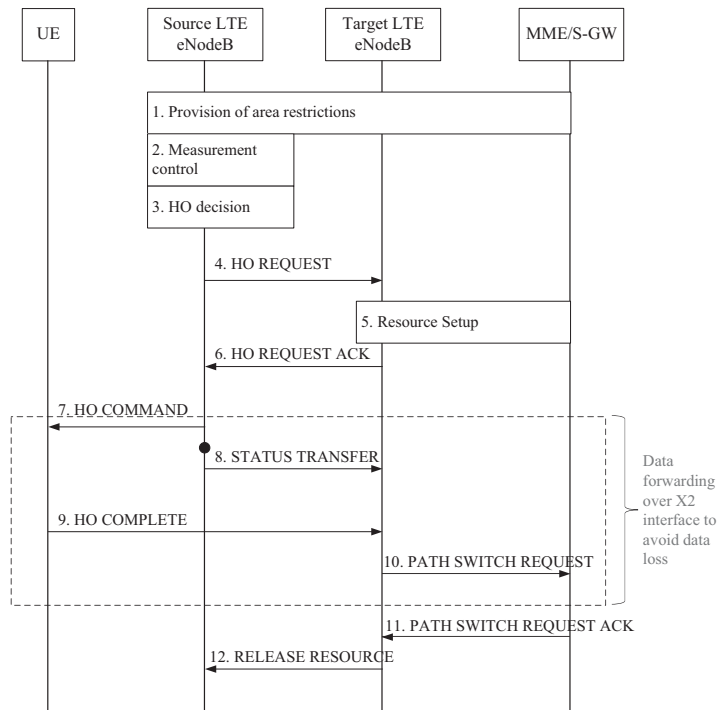 UE
Source LTE
eNodeB
Target LTE
eNodeB
MME/S-GW
1. Provision of area restrictions
2. Measurement
control
3. HO decision
4. HO REQUEST
5. Resource Setup
6. HO REQUEST ACK
7. HO COMMAND
8. STATUS TRANSFER
Data
forwarding
over X2
interface to
avoid data
loss
9. HO COMPLETE
10. PATH SWITCH REQUEST
11. PATH SWITCH REQUEST ACK
12. RELEASE RESOURCE